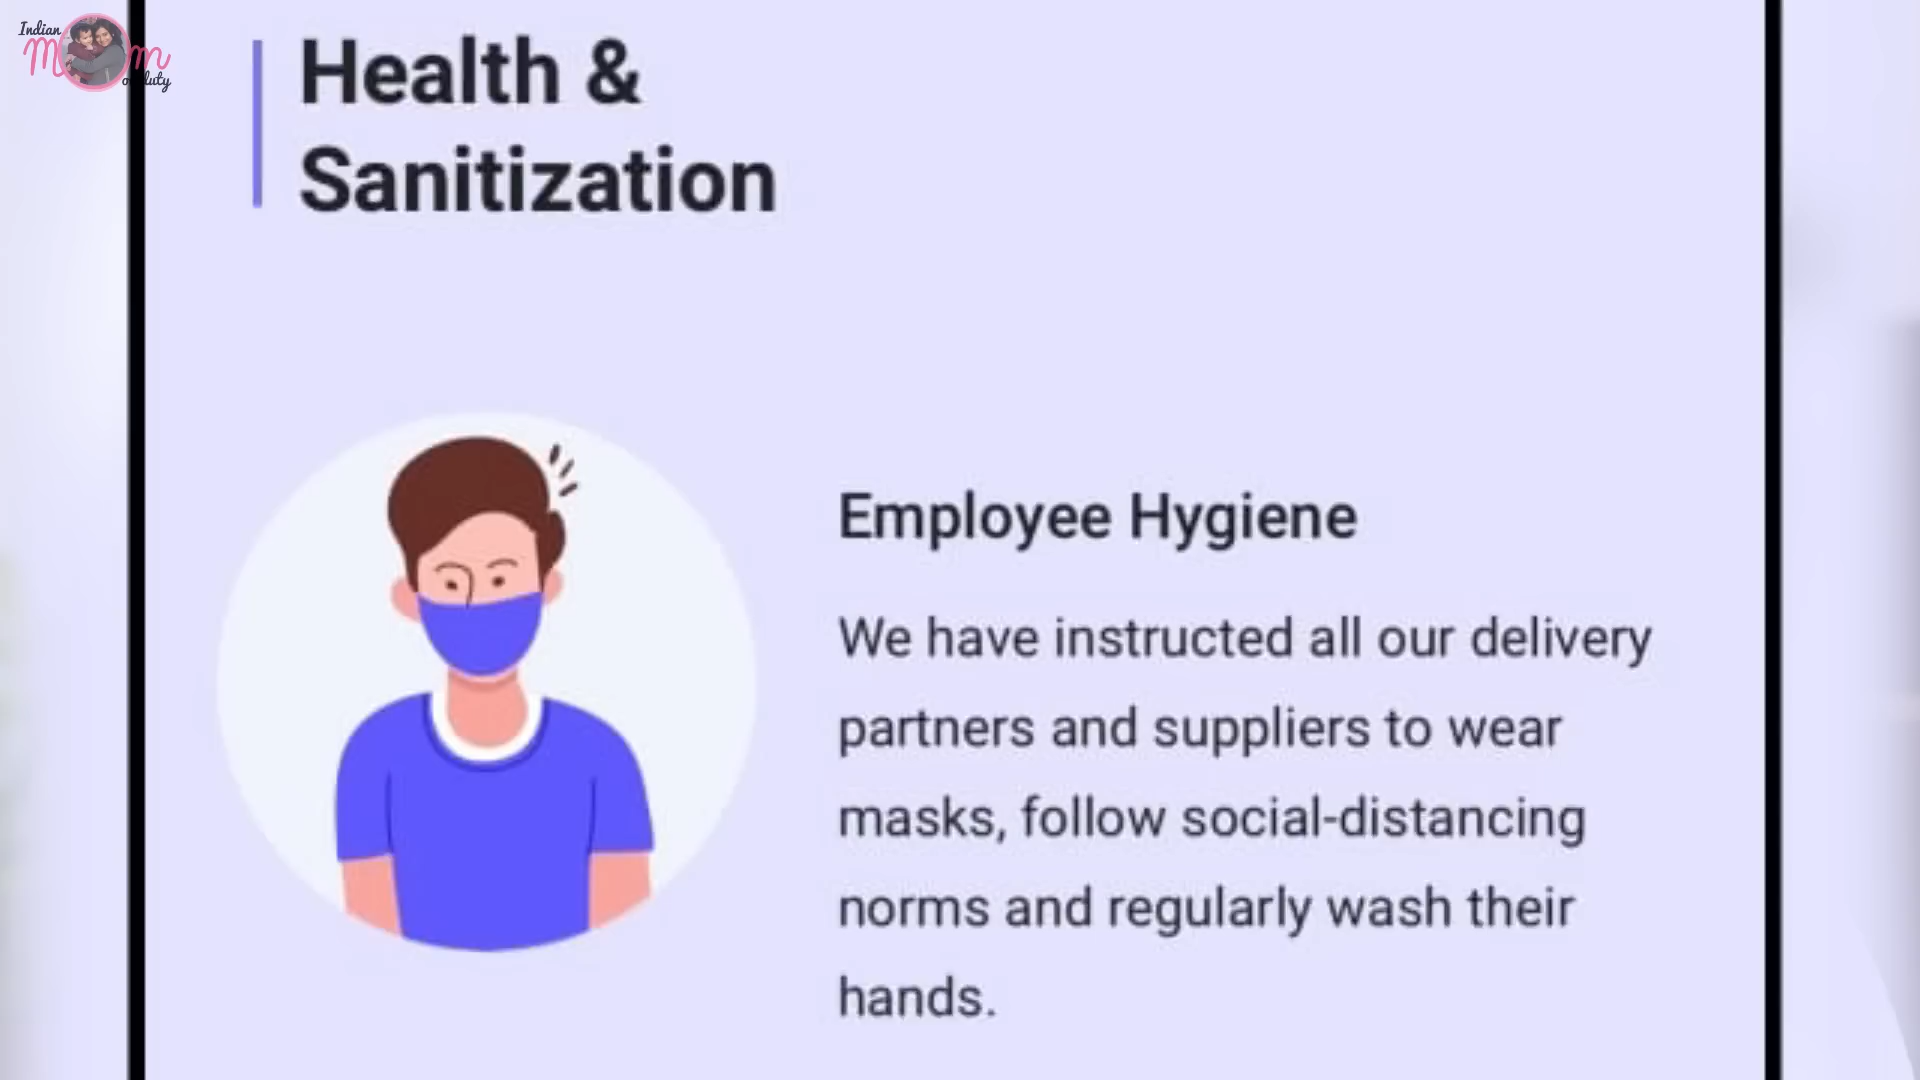 Indian
Mom
on duty
Health &
Sanitization
Employee Hygiene
We have instructed all our delivery
partners and suppliers to wear
masks, follow social-distancing
norms and regularly wash their
hands.